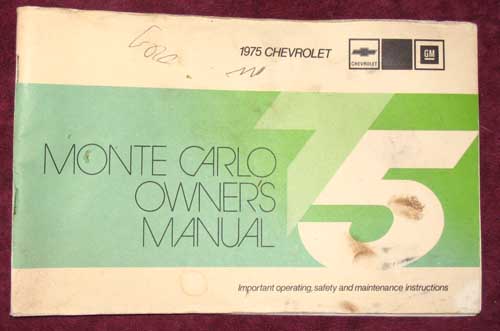 1975 CHEVROLET
CHEVROLET
GM
75
MONTE CARLO
OWNER'S
MANUAL
Important operating, safety and maintenance instructions